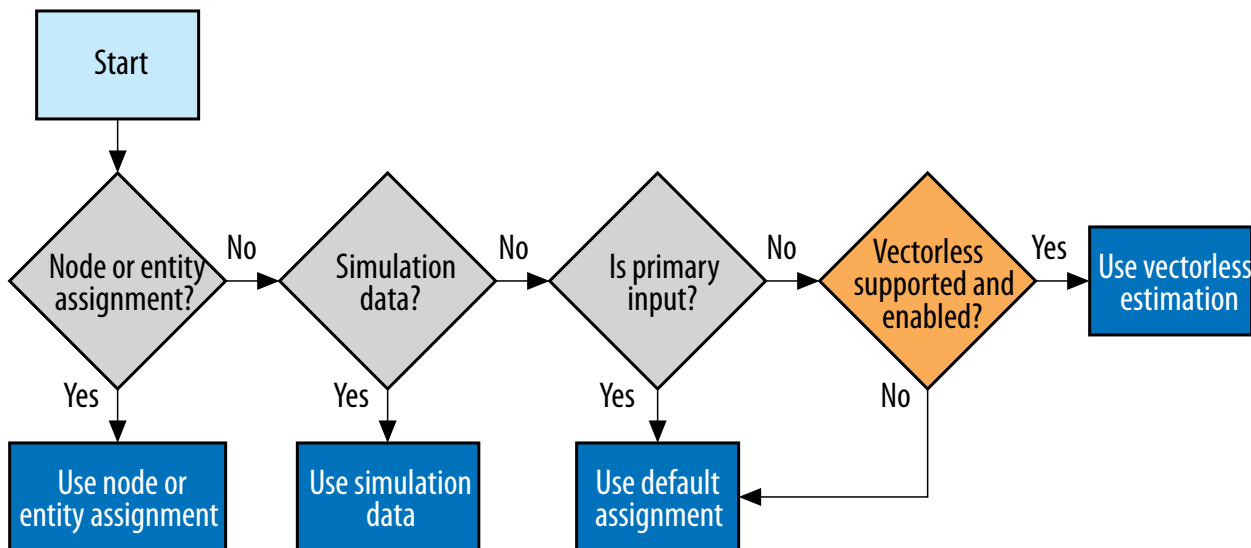 Start
Node or entity
assignment?
No
Simulation
data?
No
Is primary
input?
No
Vectorless
supported and
enabled?
Yes
Use vectorless
estimation
Yes
Yes
Yes
No
Use node or
entity assignment
Use simulation
data
Use default
assignment